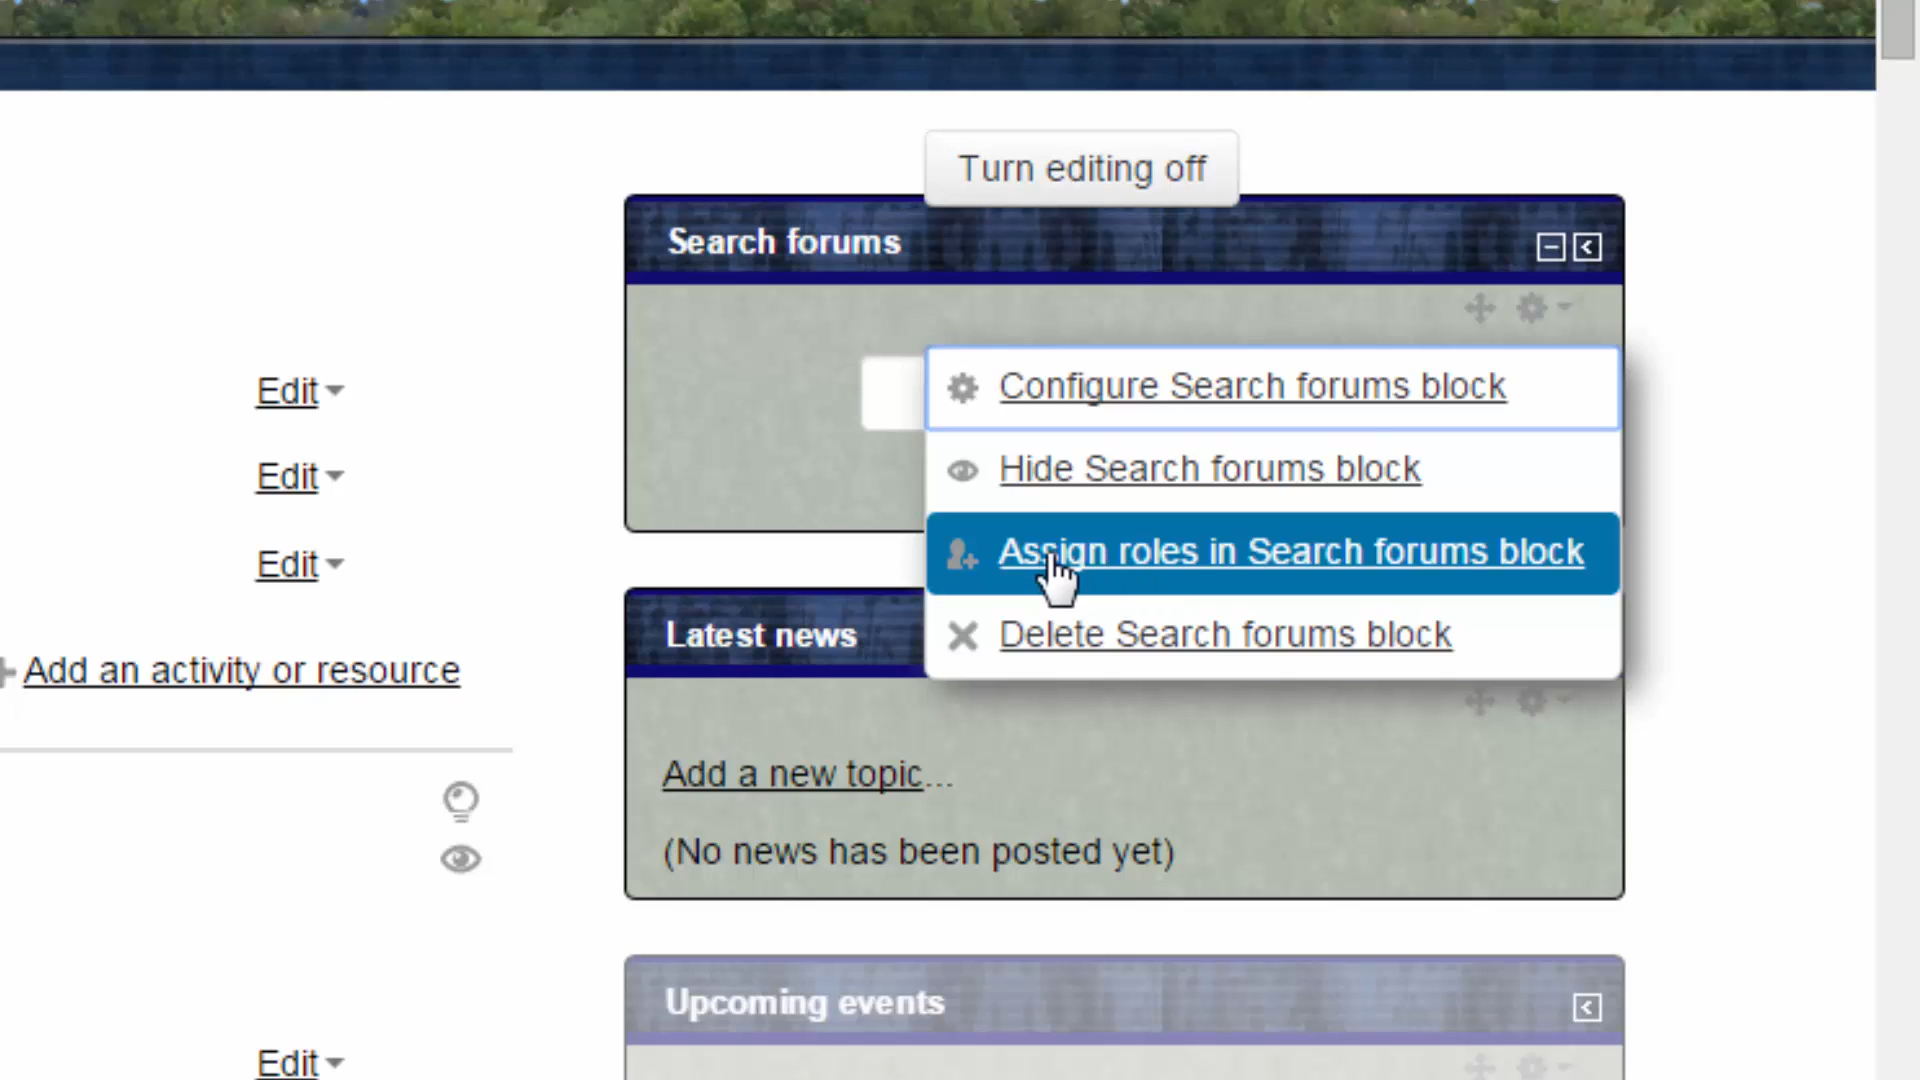 Turn editing off
Search forums
Edit
Configure Search forums block
Edit
Hide Search forums block
Edit
Assign roles in Search forums block
Latest news
Delete Search forums block
Add an activity or resource
Add a new topic...
(No news has been posted yet)
Upcoming events
Edit